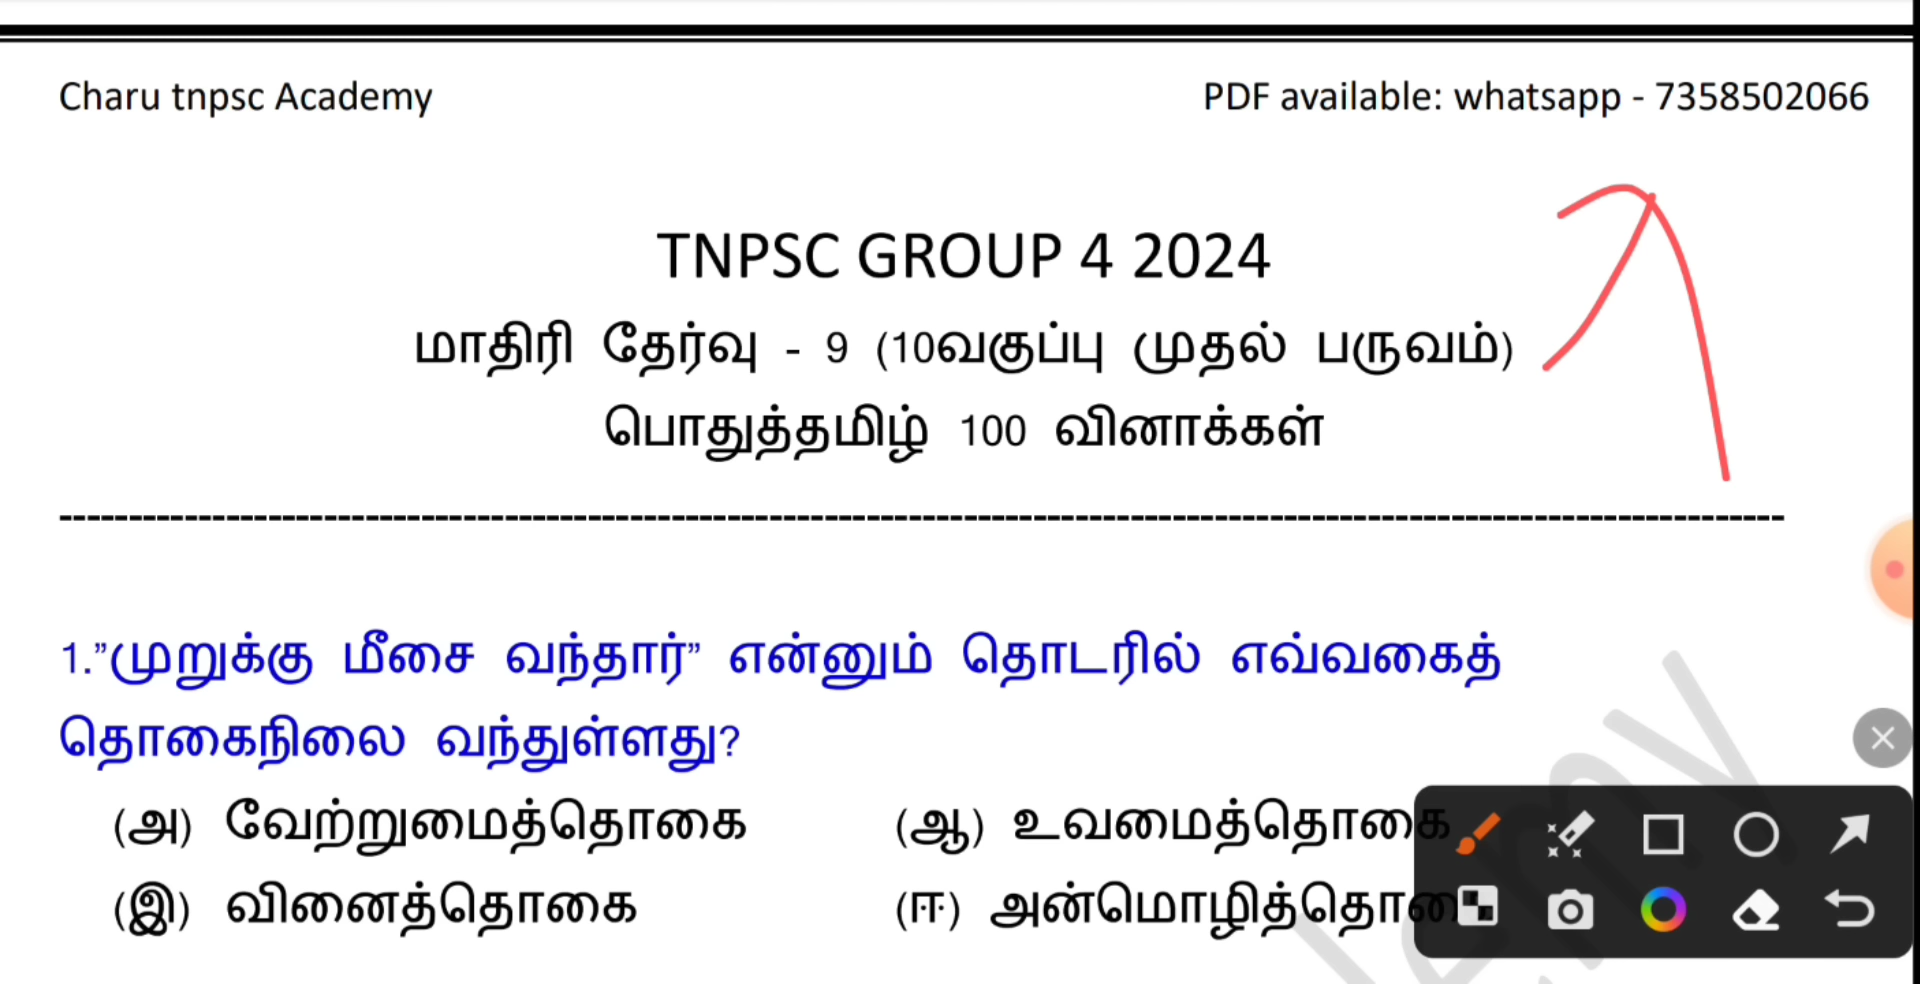 Charu tnpsc Academy
PDF available: whatsapp - 7358502066
TNPSC GROUP 4 2024
மாதிரி தேர்வு - 9 (10வகுப்பு முதல் பருவம்)
பொதுத்தமிழ் 100 வினாக்கள்
1.”முறுக்கு மீசை வந்தார்” என்னும் தொடரில் எவ்வகைத்
தொகைநிலை வந்துள்ளது?
(அ) வேற்றுமைத்தொகை (ஆ) உவமைத்தொகை
(இ) வினைத்தொகை (ஈ)